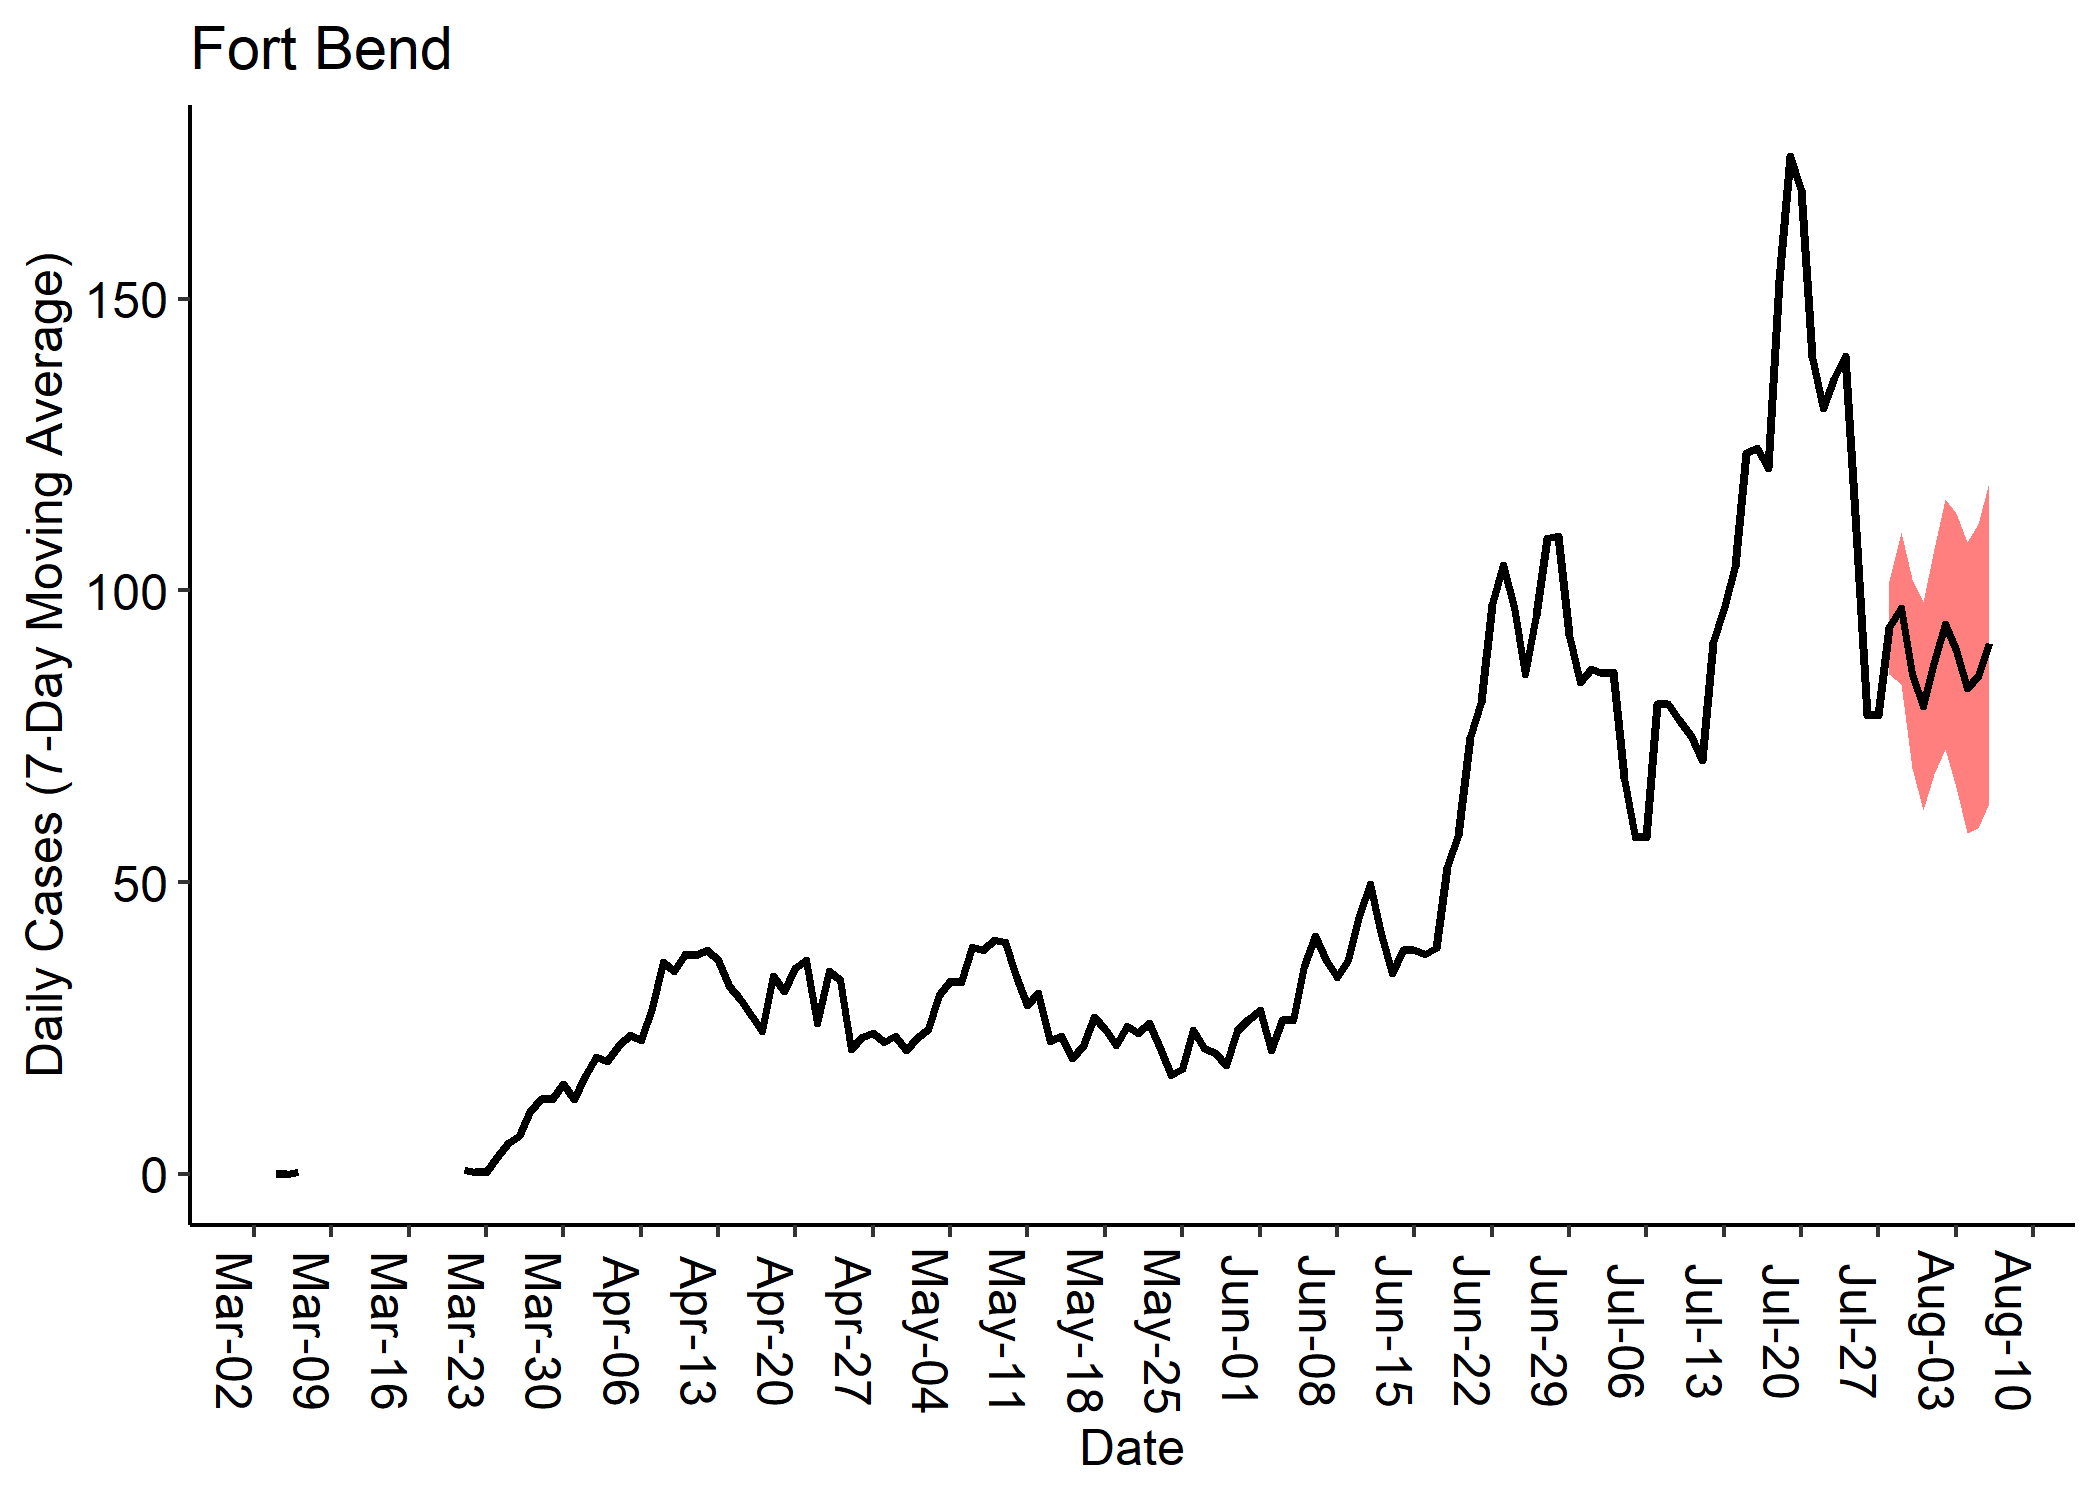 Fort Bend
Daily Cases (7-Day Moving Average)
150
100
50
0
Mar-02
Mar-09
Mar-16
Mar-23
Mar-30
Apr-06
Apr-13
Apr-20
Apr-27
May-04
May-11
May-18
May-25
Jun-01
Jun-08
Jun-15
Jun-22
Jun-29
Jul-06
Jul-13
Jul-20
Jul-27
Aug-03
Aug-10
Date